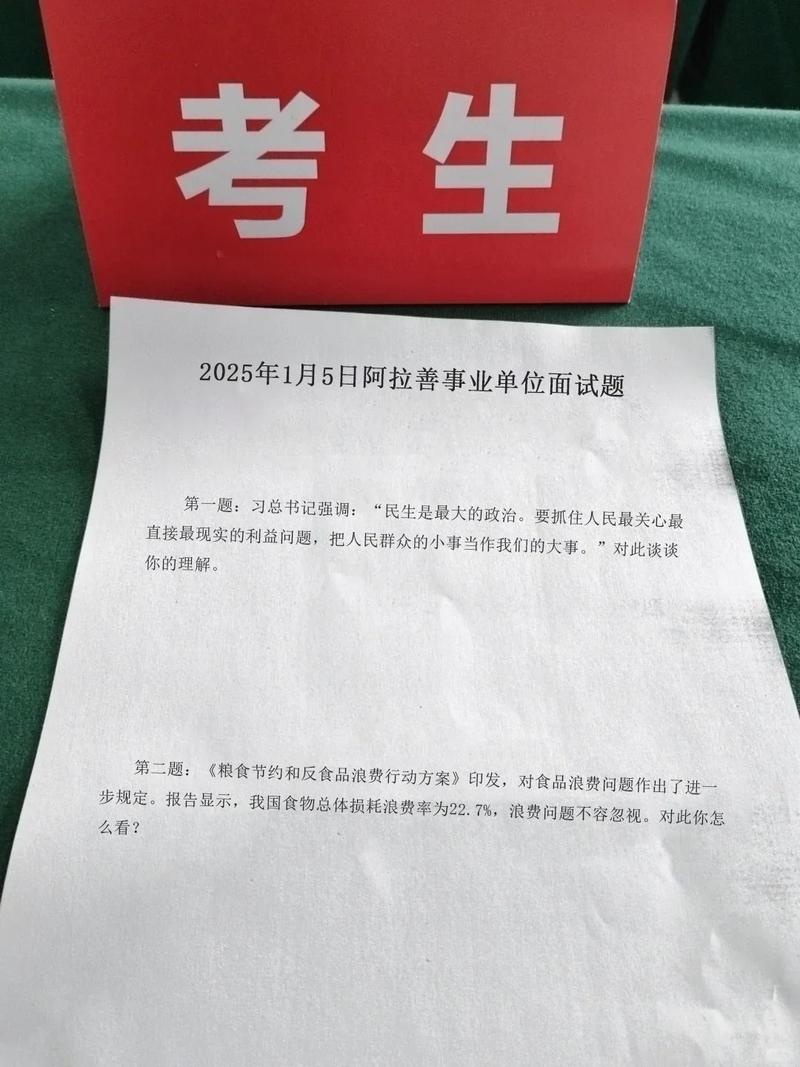 考生
2025年1月5日阿拉善事业单位面试题
第一题：习总书记强调：“民生是最大的政治。要抓住人民最关心最
直接最现实的利益问题，把人民群众的小事当作我们的大事。”对此谈谈
你的理解。
第二题：《粮食节约和反食品浪费行动方案》印发，对食品浪费问题作出了进一
步规定。报告显示，我国食物总体损耗浪费率为22.7%，浪费问题不容忽视。对此你怎
么看？